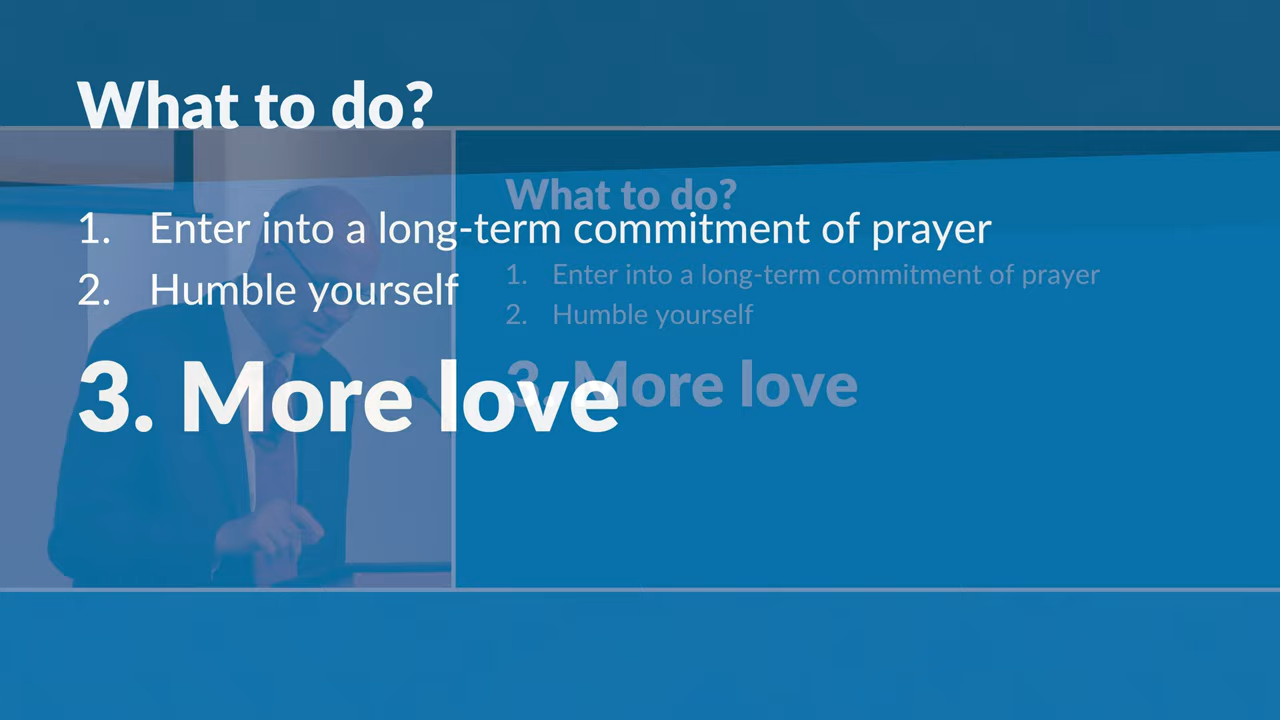 What to do?
1. Enter into a long-term commitment of prayer
2. Humble yourself
3. More love
What to do?
1. Enter into a long-term commitment of prayer
2. Humble yourself
3. More love